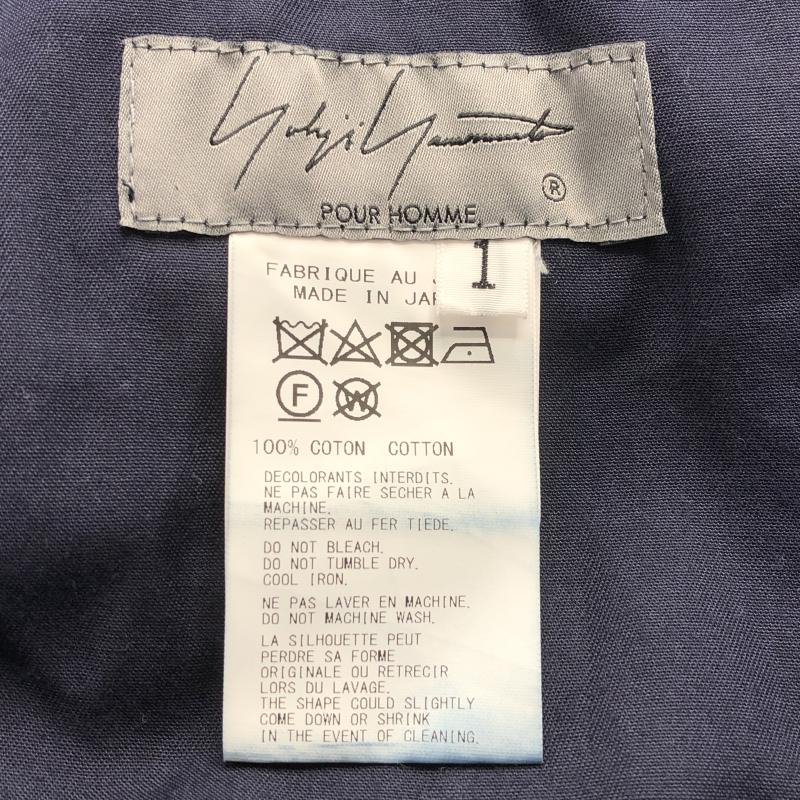 Yohji Yamamoto
®
POUR HOMME
1
FABRIQUE AU
MADE IN
F
W
100% COTON COTTON
DECOLORANTS INTERDITS.
NE PAS FAIRE SECHER A LA
MACHINE.
REPASSER AU FER TIEDE.
DO NOT BLEACH.
DO NOT TUMBLE DRY.
COOL IRON.
NE PAS LAVER EN MACHINE.
DO NOT MACHINE WASH.
LA SILHOUETTE PEUT
PERDRE SA FORME
ORIGINALE OU RETRECIR
LORS DU LAVAGE.
THE SHAPE COULD SLIGHTLY
COME DOWN OR SHRINK
IN THE EVENT OF CLEANING.